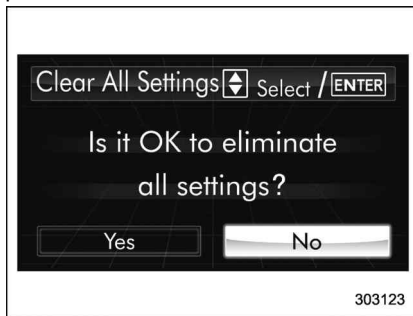 Clear All Settings Select / ENTER
Is it OK to eliminate
all settings?
Yes No
303123